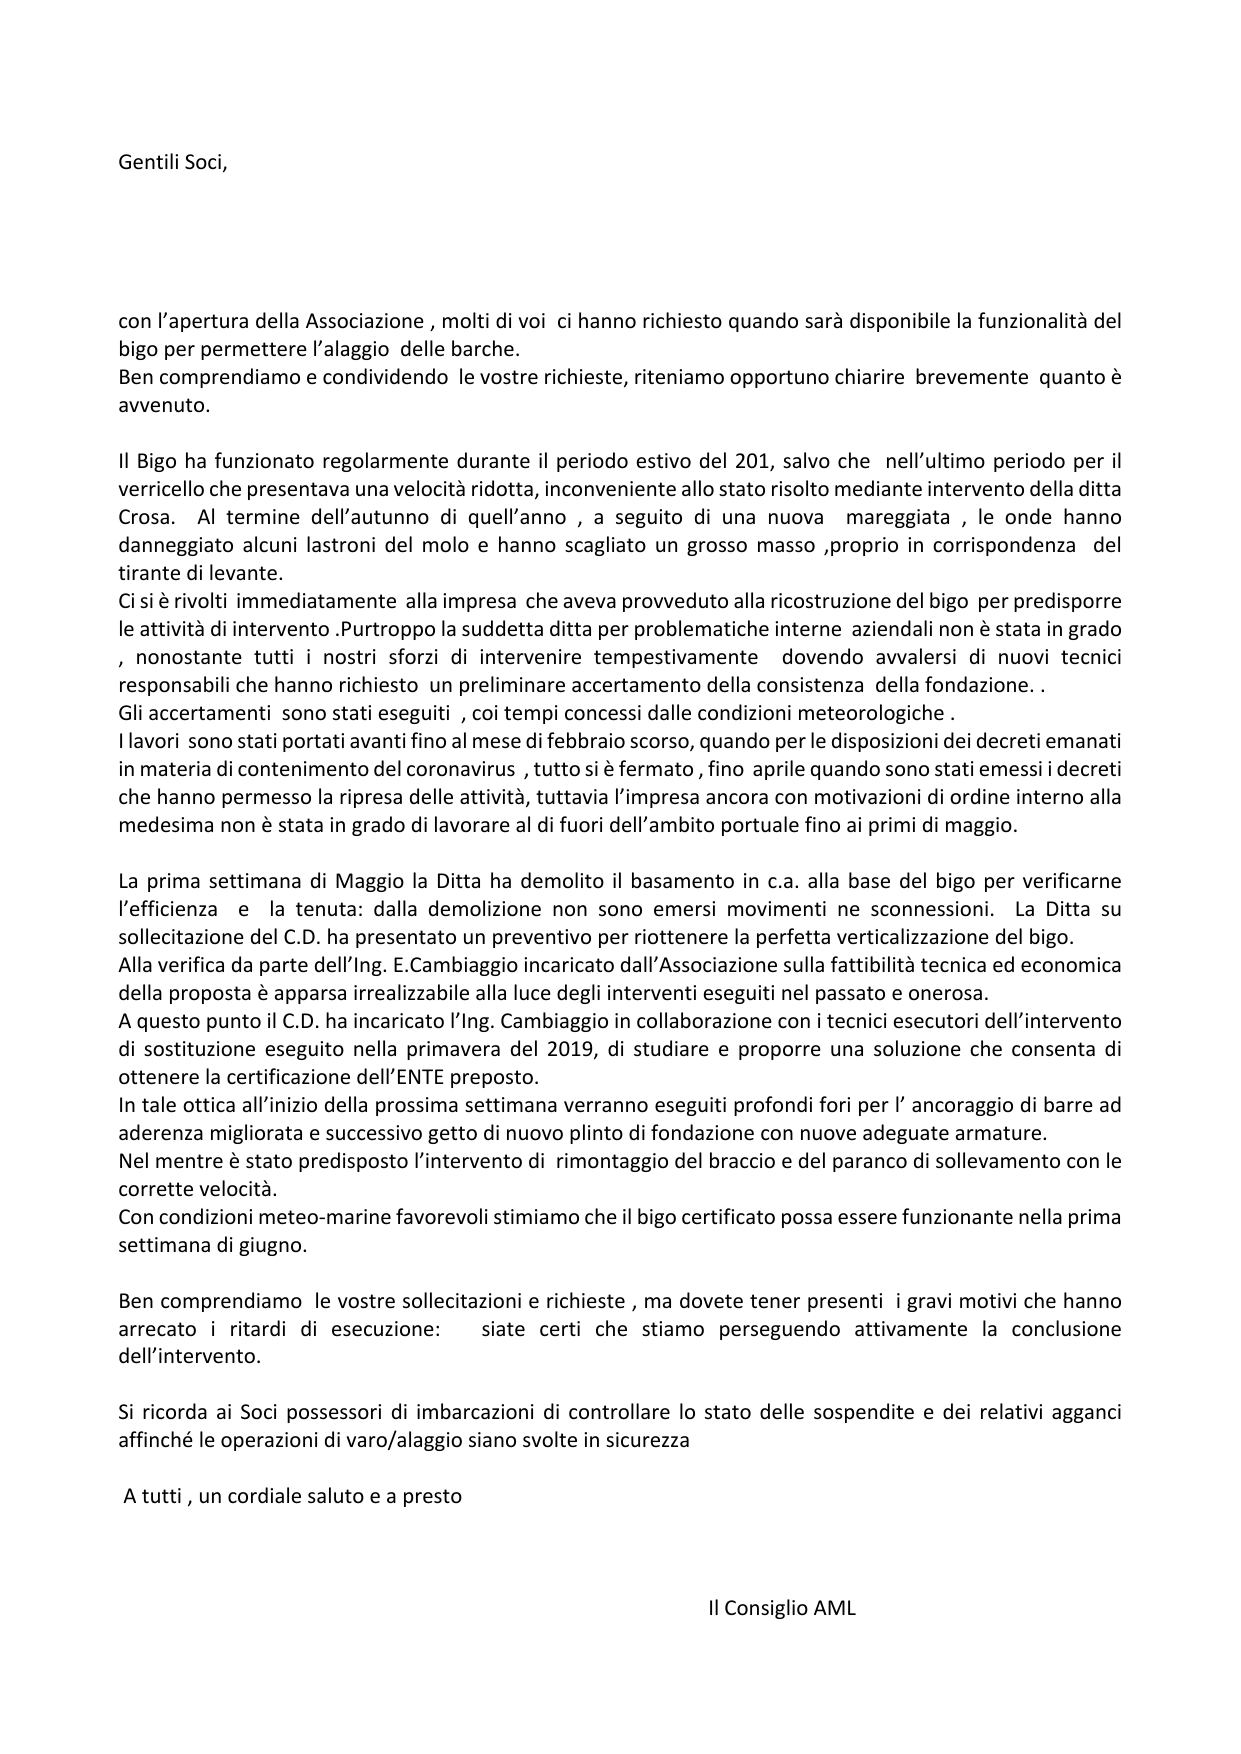 Gentili Soci,
con l’apertura della Associazione , molti di voi  ci hanno richiesto quando sarà disponibile la funzionalità del
bigo per permettere l’alaggio  delle barche.
Ben comprendiamo e condividendo  le vostre richieste, riteniamo opportuno chiarire  brevemente  quanto è
avvenuto.
Il Bigo ha funzionato regolarmente durante il periodo estivo del 201, salvo che  nell’ultimo periodo per il
verricello che presentava una velocità ridotta, inconveniente allo stato risolto mediante intervento della ditta
Crosa.  Al termine dell’autunno di quell’anno , a seguito di una nuova  mareggiata , le onde hanno
danneggiato alcuni lastroni del molo e hanno scagliato un grosso masso ,proprio in corrispondenza  del
tirante di levante.
Ci si è rivolti  immediatamente  alla impresa  che aveva provveduto alla ricostruzione del bigo  per predisporre
le attività di intervento .Purtroppo la suddetta ditta per problematiche interne  aziendali non è stata in grado
, nonostante tutti i nostri sforzi di intervenire tempestivamente  dovendo avvalersi di nuovi tecnici
responsabili che hanno richiesto  un preliminare accertamento della consistenza  della fondazione. .
Gli accertamenti  sono stati eseguiti  , coi tempi concessi dalle condizioni meteorologiche .
I lavori  sono stati portati avanti fino al mese di febbraio scorso, quando per le disposizioni dei decreti emanati
in materia di contenimento del coronavirus  , tutto si è fermato , fino  aprile quando sono stati emessi i decreti
che hanno permesso la ripresa delle attività, tuttavia l’impresa ancora con motivazioni di ordine interno alla
medesima non è stata in grado di lavorare al di fuori dell’ambito portuale fino ai primi di maggio.
La prima settimana di Maggio la Ditta ha demolito il basamento in c.a. alla base del bigo per verificarne
l’efficienza  e  la tenuta: dalla demolizione non sono emersi movimenti ne sconnessioni.  La Ditta su
sollecitazione del C.D. ha presentato un preventivo per riottenere la perfetta verticalizzazione del bigo.
Alla verifica da parte dell’Ing. E.Cambiaggio incaricato dall’Associazione sulla fattibilità tecnica ed economica
della proposta è apparsa irrealizzabile alla luce degli interventi eseguiti nel passato e onerosa.
A questo punto il C.D. ha incaricato l’Ing. Cambiaggio in collaborazione con i tecnici esecutori dell’intervento
di sostituzione eseguito nella primavera del 2019, di studiare e proporre una soluzione che consenta di
ottenere la certificazione dell’ENTE preposto.
In tale ottica all’inizio della prossima settimana verranno eseguiti profondi fori per l’ ancoraggio di barre ad
aderenza migliorata e successivo getto di nuovo plinto di fondazione con nuove adeguate armature.
Nel mentre è stato predisposto l’intervento di  rimontaggio del braccio e del paranco di sollevamento con le
corrette velocità.
Con condizioni meteo-marine favorevoli stimiamo che il bigo certificato possa essere funzionante nella prima
settimana di giugno.
Ben comprendiamo  le vostre sollecitazioni e richieste , ma dovete tener presenti  i gravi motivi che hanno
arrecato i ritardi di esecuzione:   siate certi che stiamo perseguendo attivamente la conclusione
dell’intervento.
Si ricorda ai Soci possessori di imbarcazioni di controllare lo stato delle sospendite e dei relativi agganci
affinché le operazioni di varo/alaggio siano svolte in sicurezza
A tutti , un cordiale saluto e a presto
Il Consiglio AML